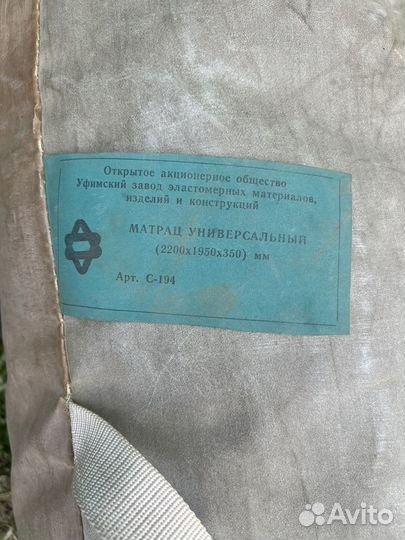 Открытое акционерное общество
Уфимский завод эластомерных материалов,
изделий и конструкций
МАТРАЦ УНИВЕРСАЛЬНЫЙ
(2200х1950х350) мм
Арт. С-194
Avito